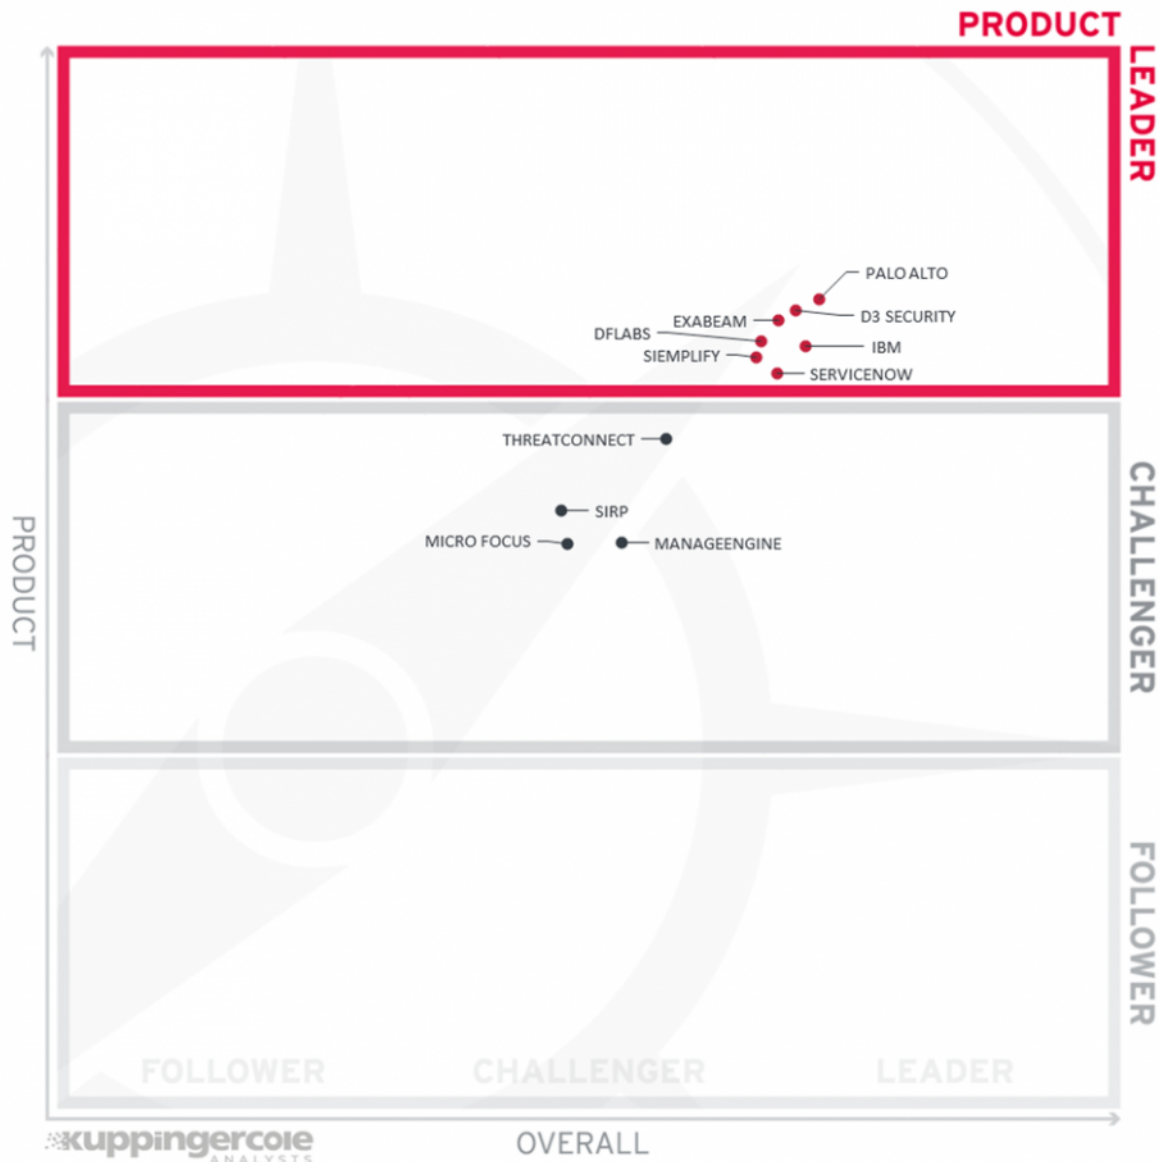 PRODUCT
LEADER
PALO ALTO
D3 SECURITY
EXABEAM
DFLABS
IBM
SIEMPLIFY
SERVICENOW
THREATCONNECT
CHALLENGER
SIRP
MICRO FOCUS
MANAGEENGINE
PRODUCT
FOLLOWER
FOLLOWER CHALLENGER LEADER
kuppingercole
ANALYSTS
OVERALL